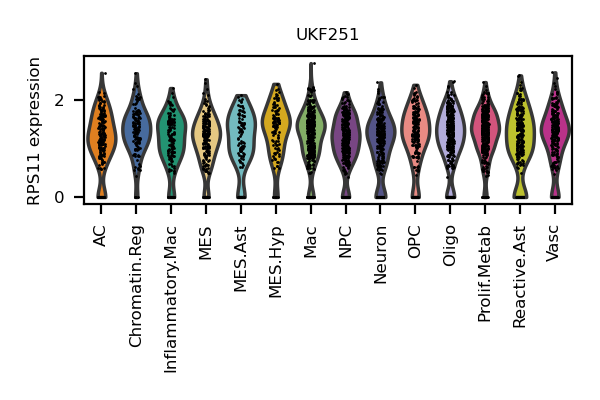 UKF251
RPS11 expression
2
0
AC
Chromatin.Reg
Inflammatory.Mac
MES
MES.Ast
MES.Hyp
Mac
NPC
Neuron
OPC
Oligo
Prolif.Metab
Reactive.Ast
Vasc